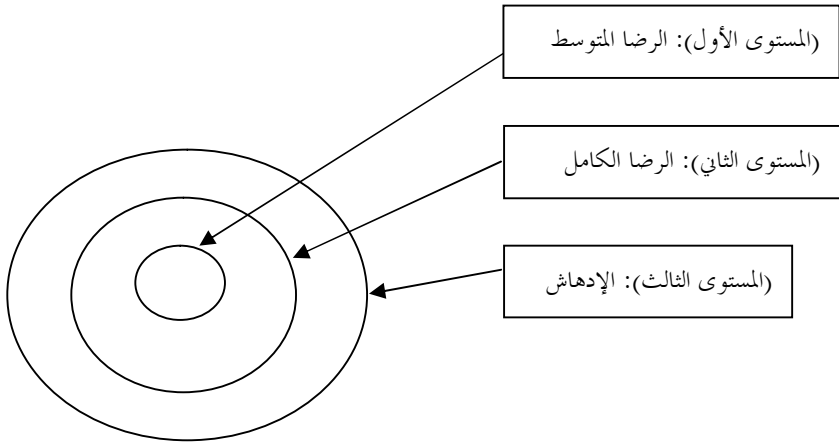 (المستوى الأول): الرضا المتوسط
(المستوى الثاني): الرضا الكامل
(المستوى الثالث): الإدهاش